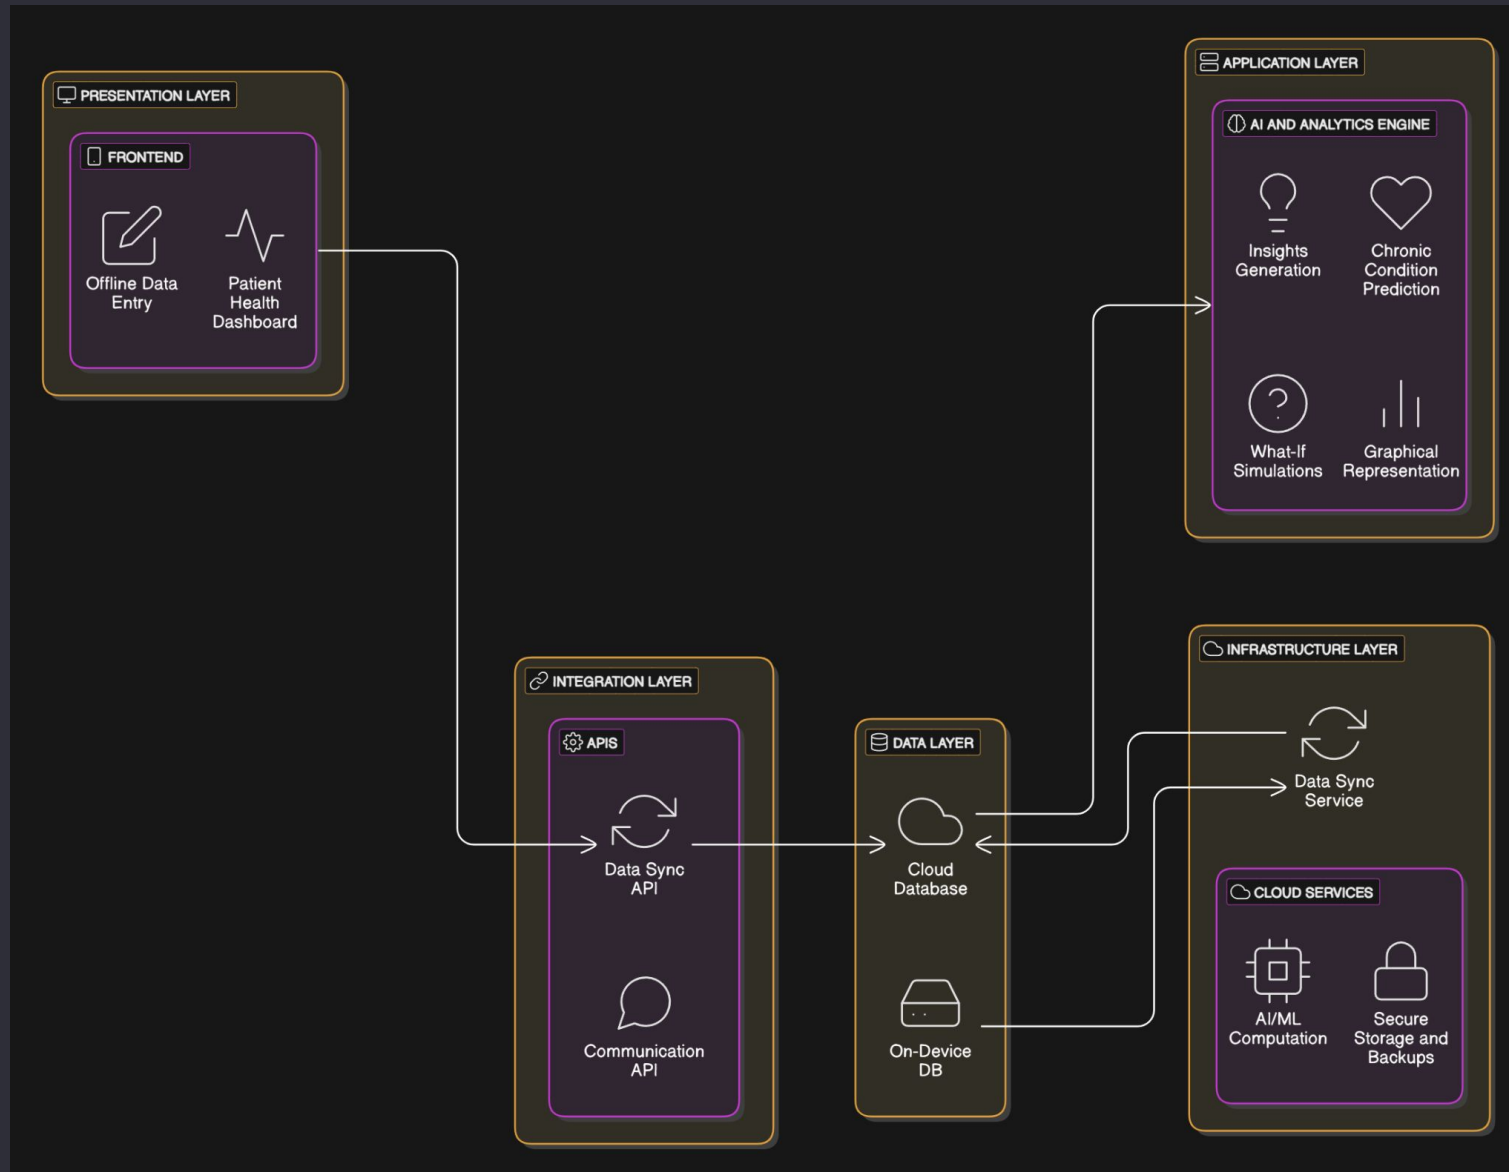 PRESENTATION LAYER
FRONTEND
Offline Data
Entry
Patient
Health
Dashboard
INTEGRATION LAYER
APIS
Data Sync
API
Communication
API
DATA LAYER
Cloud
Database
On-Device
DB
APPLICATION LAYER
AI AND ANALYTICS ENGINE
Insights
Generation
Chronic
Condition
Prediction
What-If
Simulations
Graphical
Representation
INFRASTRUCTURE LAYER
Data Sync
Service
CLOUD SERVICES
AI/ML
Computation
Secure
Storage and
Backups